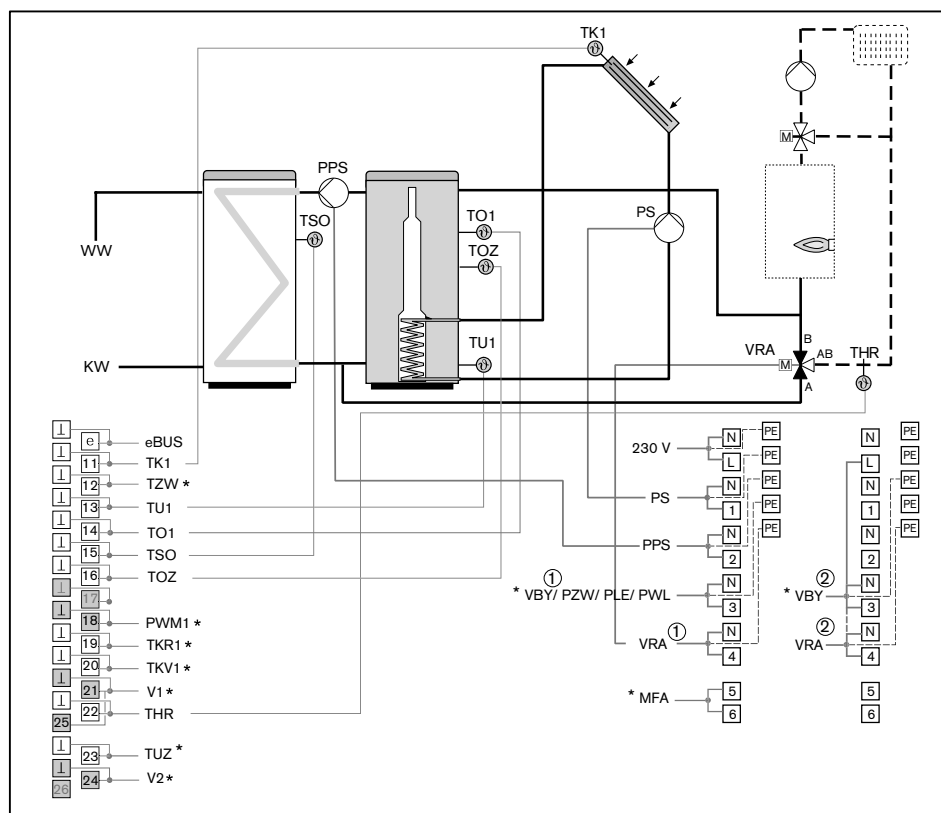 TK1
M
PPS
TSO
TO1
TOZ
PS
WW
TU1
KW
VRA
B
AB
THR
M
A
⊥
e eBUS
⊥
11 TK1
⊥
12 TZW *
⊥
13 TU1
⊥
14 TO1
⊥
15 TSO
⊥
16 TOZ
⊥
17
⊥
18 PWM1 *
⊥
19 TKR1 *
⊥
20 TKV1 *
⊥
21 V1 *
⊥
22 THR
25
⊥
23 TUZ *
⊥
24 V2 *
26
230 V N PE
L PE
PS N PE
1 PE
PPS N PE
2
① * VBY/ PZW/ PLE/ PWL N
3
VRA ① N
4
* MFA 5
6
N PE
L PE
N PE
1 PE
N PE
2
② * VBY N
3
② VRA N
4
5
6